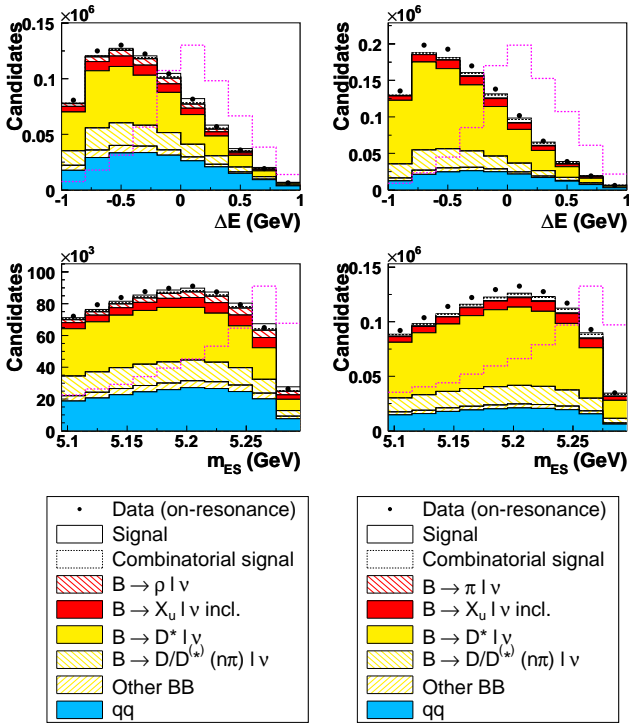 ×10^6
Candidates
0.15
0.1
0.05
0
-1 -0.5 0 0.5 1
ΔE (GeV)
×10^6
Candidates
0.25
0.2
0.15
0.1
0.05
0
-1 -0.5 0 0.5 1
ΔE (GeV)
×10^3
Candidates
100
80
60
40
20
0
5.1 5.15 5.2 5.25
m_ES (GeV)
×10^6
Candidates
0.15
0.1
0.05
0
5.1 5.15 5.2 5.25
m_ES (GeV)
Data (on-resonance)
Signal
Combinatorial signal
B → ρ l ν
B → X_u l ν incl.
B → D* l ν
B → D/D^(*) (nπ) l ν
Other BB
qq
Data (on-resonance)
Signal
Combinatorial signal
B → π l ν
B → X_u l ν incl.
B → D* l ν
B → D/D^(*) (nπ) l ν
Other BB
qq